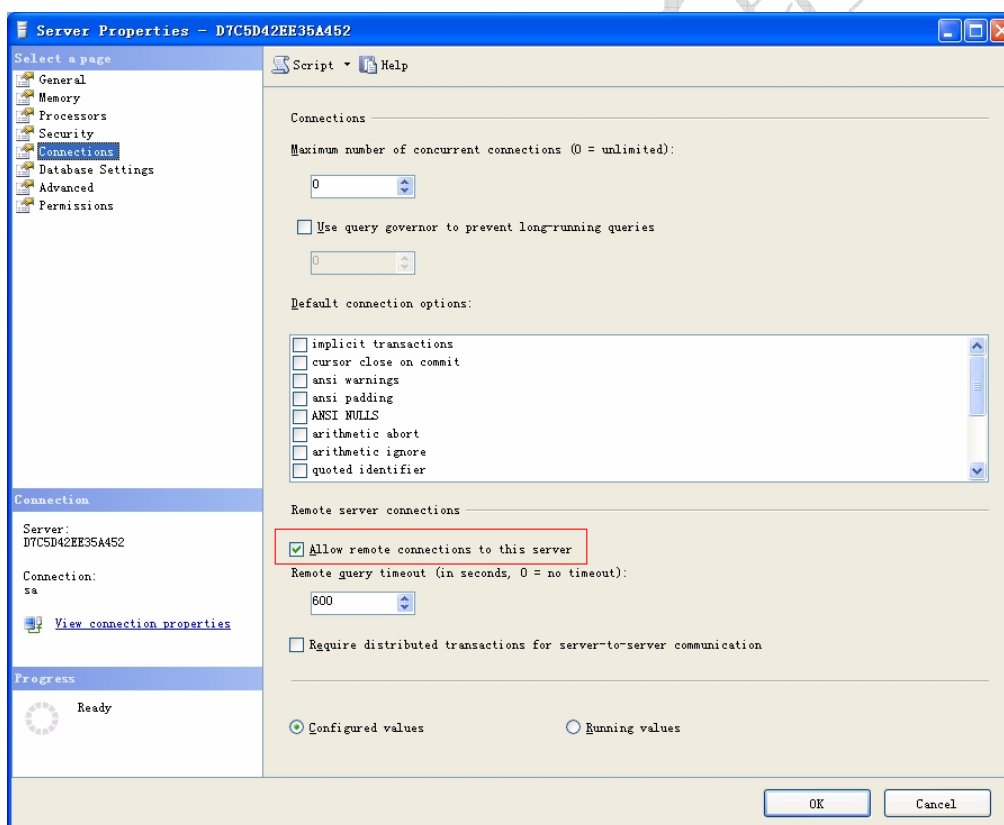 Server Properties - D7C5D42EE35A452
Select a page
General
Memory
Processors
Security
Connections
Database Settings
Advanced
Permissions
Script
Help
Connections
Maximum number of concurrent connections (0 = unlimited):
0
Use query governor to prevent long-running queries
0
Default connection options:
implicit transactions
cursor close on commit
ansi warnings
ansi padding
ANSI NULLS
arithmetic abort
arithmetic ignore
quoted identifier
Remote server connections
Allow remote connections to this server
Remote query timeout (in seconds, 0 = no timeout):
600
Require distributed transactions for server-to-server communication
Configured values
Running values
Connection
Server:
D7C5D42EE35A452
Connection:
sa
View connection properties
Progress
Ready
OK
Cancel